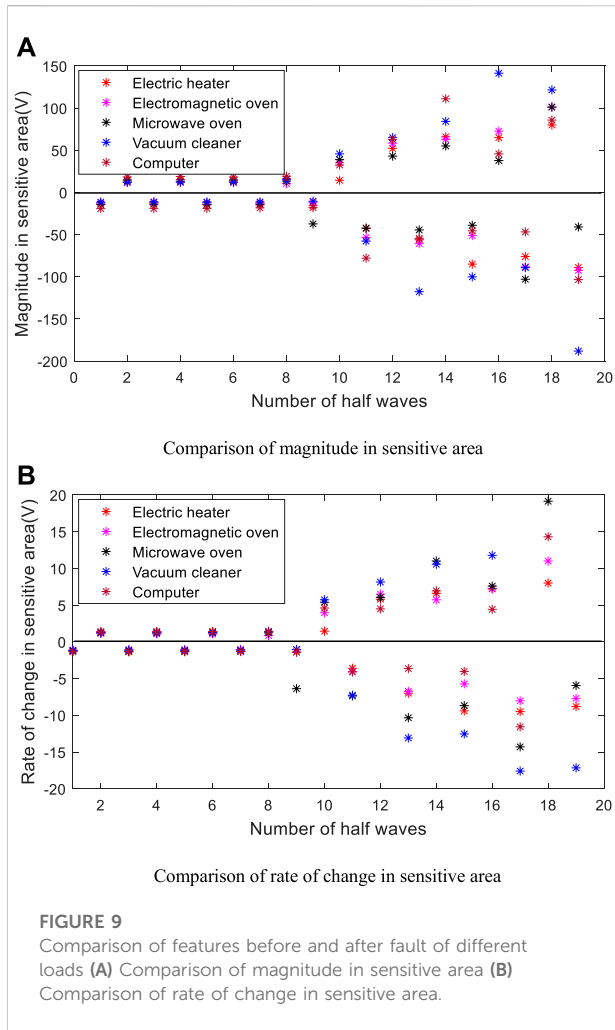 A
150
100
50
0
-50
-100
-150
-200
Magnitude in sensitive area(V)
Electric heater
Electromagnetic oven
Microwave oven
Vacuum cleaner
Computer
0 2 4 6 8 10 12 14 16 18 20
Number of half waves
Comparison of magnitude in sensitive area
B
20
15
10
5
0
-5
-10
-15
-20
Rate of change in sensitive area(V)
Electric heater
Electromagnetic oven
Microwave oven
Vacuum cleaner
Computer
2 4 6 8 10 12 14 16 18 20
Number of half waves
Comparison of rate of change in sensitive area
FIGURE 9
Comparison of features before and after fault of different
loads (A) Comparison of magnitude in sensitive area (B)
Comparison of rate of change in sensitive area.